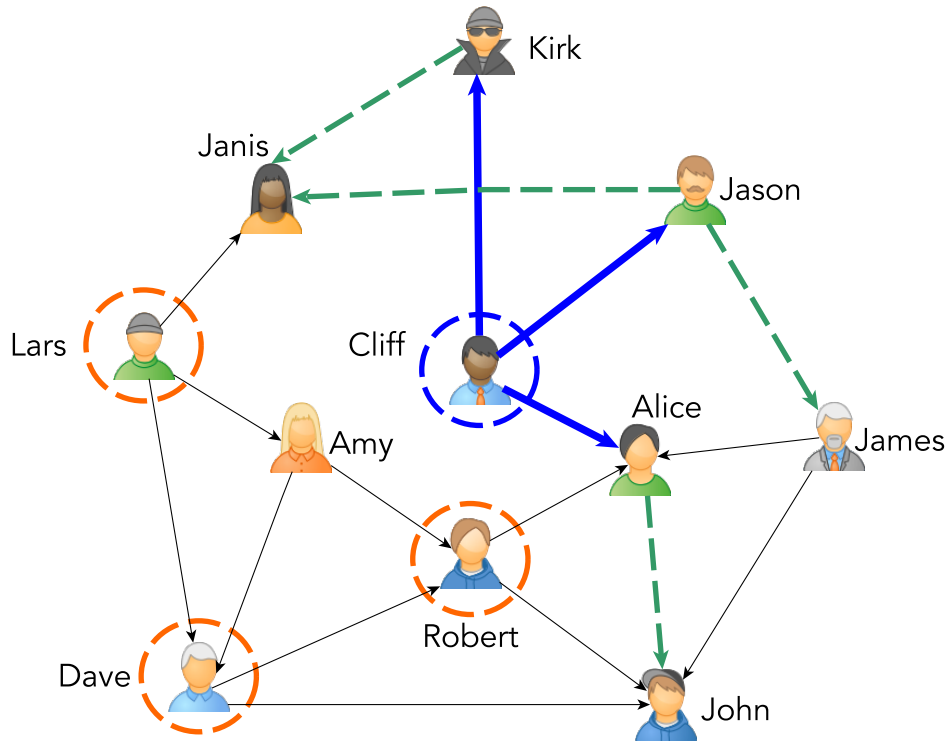 Kirk
Janis
Jason
Lars
Cliff
Alice
Amy
James
Robert
Dave
John